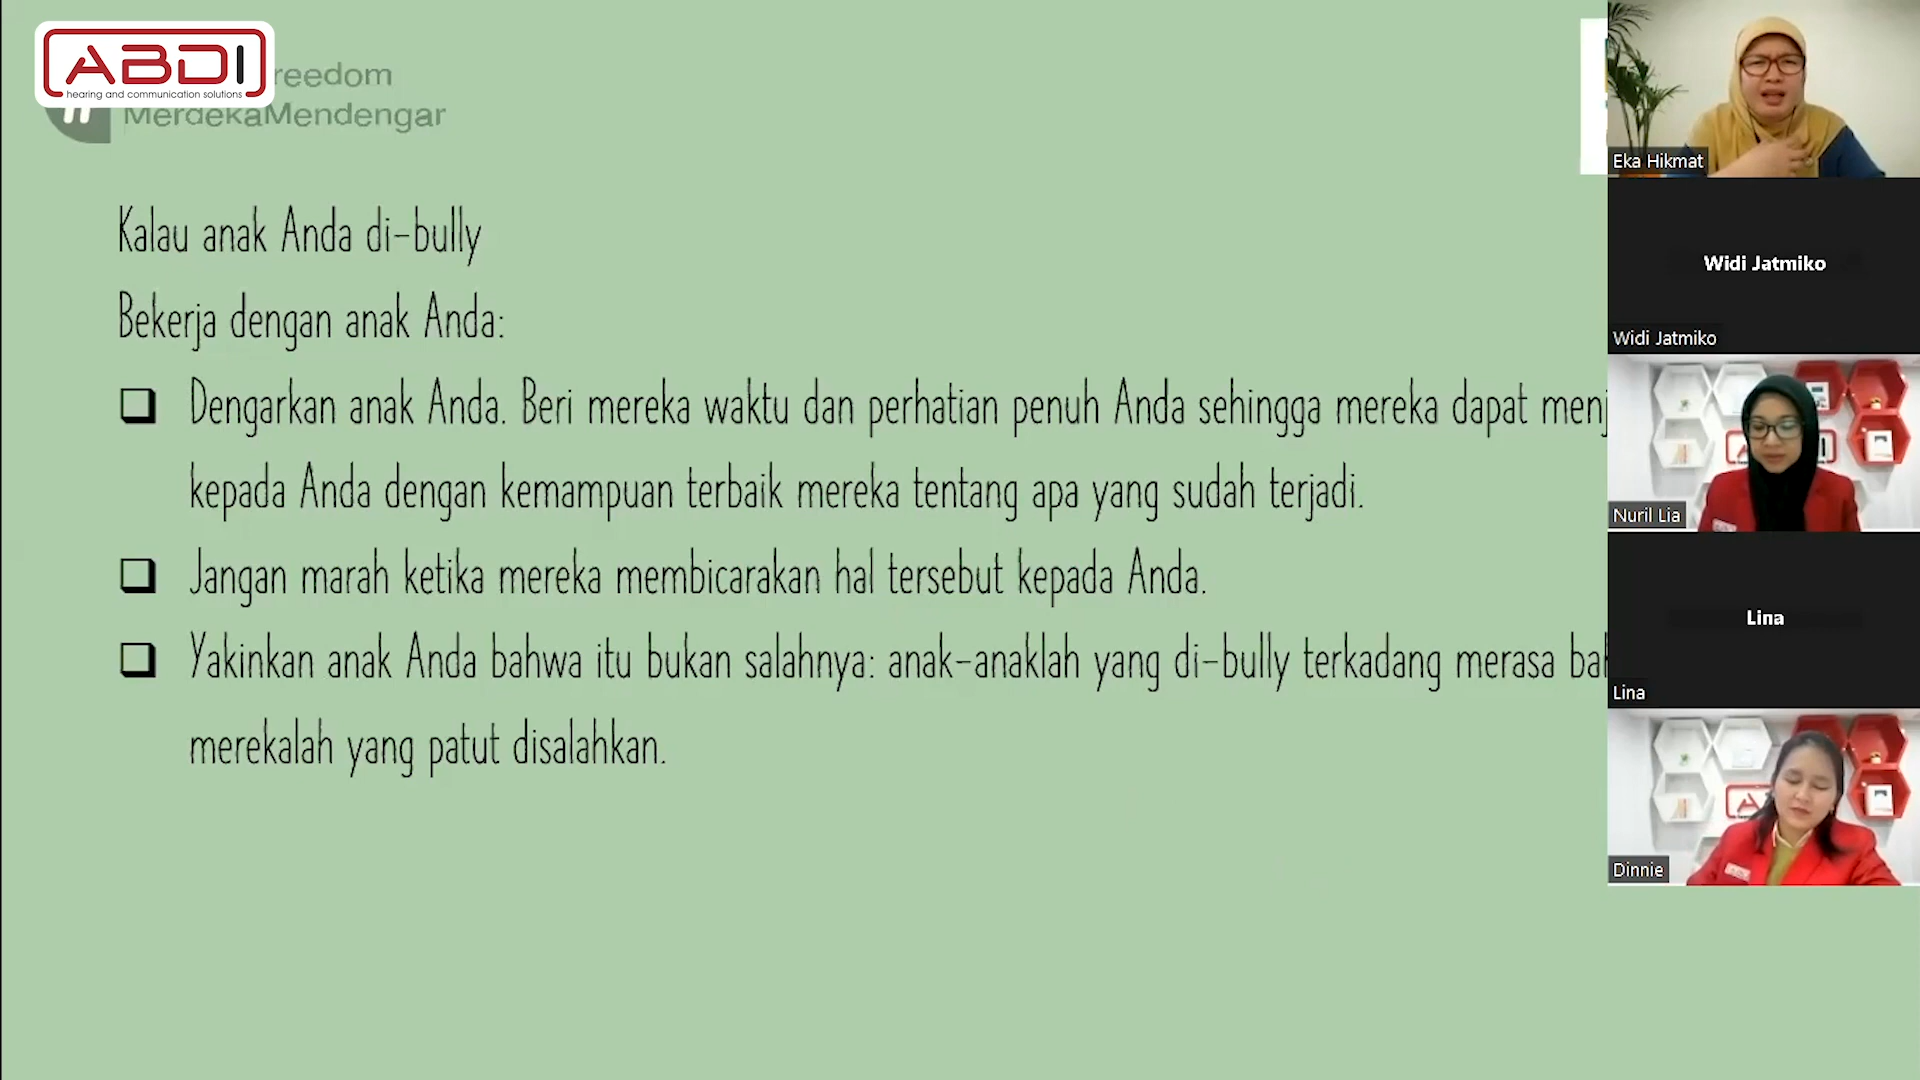 ABDI
hearing and communication solutions
MerdekaMendengar
Kalau anak Anda di-bully
Bekerja dengan anak Anda:
Dengarkan anak Anda. Beri mereka waktu dan perhatian penuh Anda sehingga mereka dapat
kepada Anda dengan kemampuan terbaik mereka tentang apa yang sudah terjadi.
Jangan marah ketika mereka membicarakan hal tersebut kepada Anda.
Yakinkan anak Anda bahwa itu bukan salahnya: anak-anaklah yang di-bully terkadang merasa
merekalah yang patut disalahkan.
Eka Hikmat
Widi Jatmiko
Widi Jatmiko
Nuril Lia
Lina
Lina
Dinnie